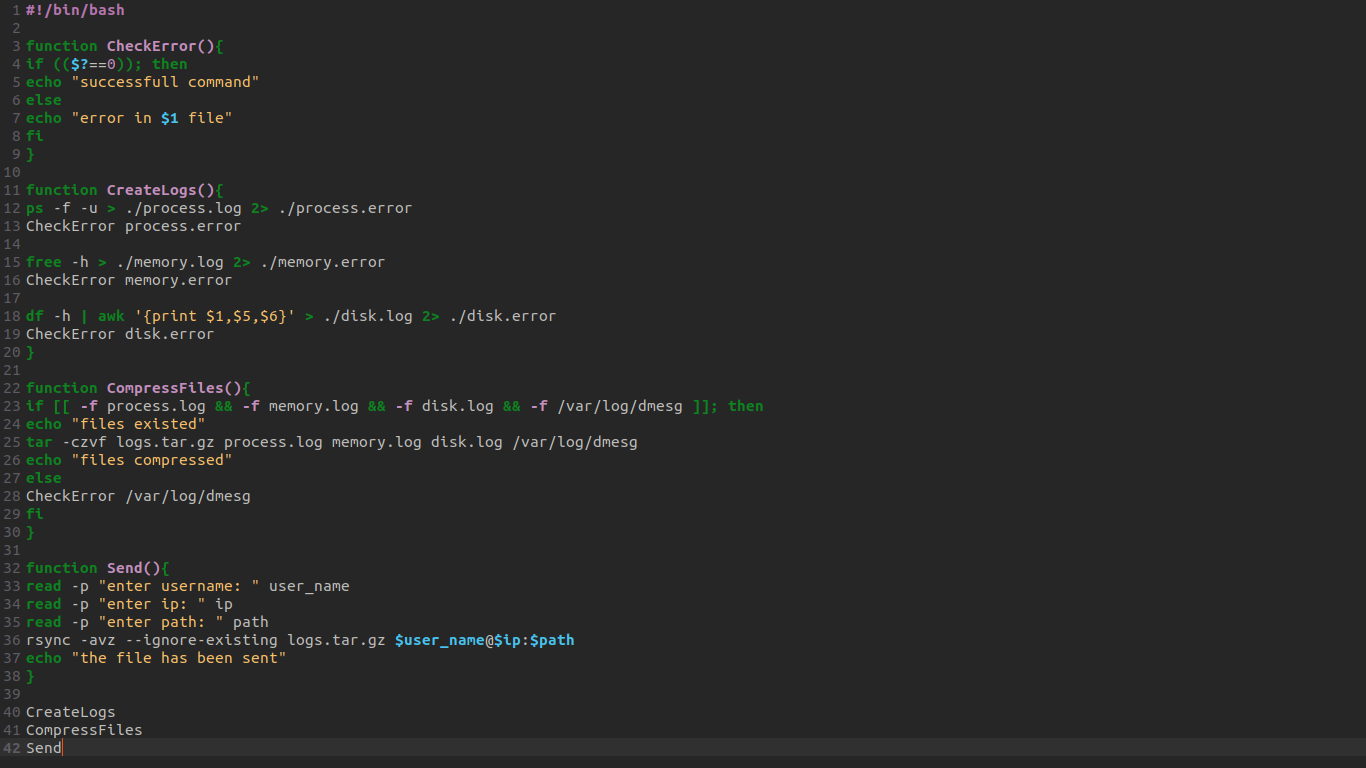 1 #!/bin/bash
2
3 function CheckError(){
4 if (($?==0)); then
5 echo "successfull command"
6 else
7 echo "error in $1 file"
8 fi
9 }
10
11 function CreateLogs(){
12 ps -f -u > ./process.log 2> ./process.error
13 CheckError process.error
14
15 free -h > ./memory.log 2> ./memory.error
16 CheckError memory.error
17
18 df -h | awk '{print $1,$5,$6}' > ./disk.log 2> ./disk.error
19 CheckError disk.error
20 }
21
22 function CompressFiles(){
23 if [[ -f process.log && -f memory.log && -f disk.log && -f /var/log/dmesg ]]; then
24 echo "files existed"
25 tar -czvf logs.tar.gz process.log memory.log disk.log /var/log/dmesg
26 echo "files compressed"
27 else
28 CheckError /var/log/dmesg
29 fi
30 }
31
32 function Send(){
33 read -p "enter username: " user_name
34 read -p "enter ip: " ip
35 read -p "enter path: " path
36 rsync -avz --ignore-existing logs.tar.gz $user_name@$ip:$path
37 echo "the file has been sent"
38 }
39
40 CreateLogs
41 CompressFiles
42 Send